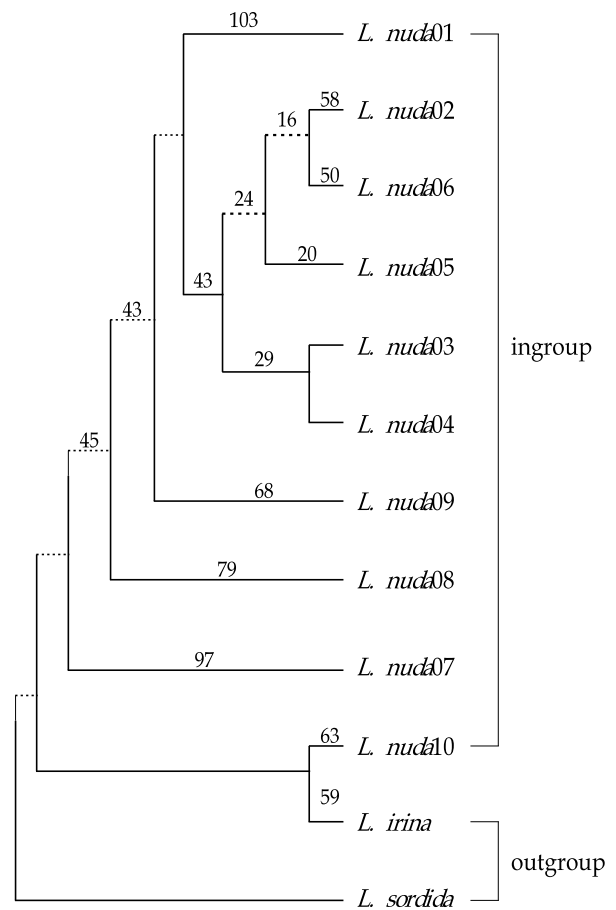 103
L. nuda01
58
L. nuda02
16
50
L. nuda06
24
20
L. nuda05
43
L. nuda03
ingroup
43
29
L. nuda04
45
68
L. nuda09
79
L. nuda08
97
L. nuda07
63
L. nuda10
59
L. irina
outgroup
L. sordida